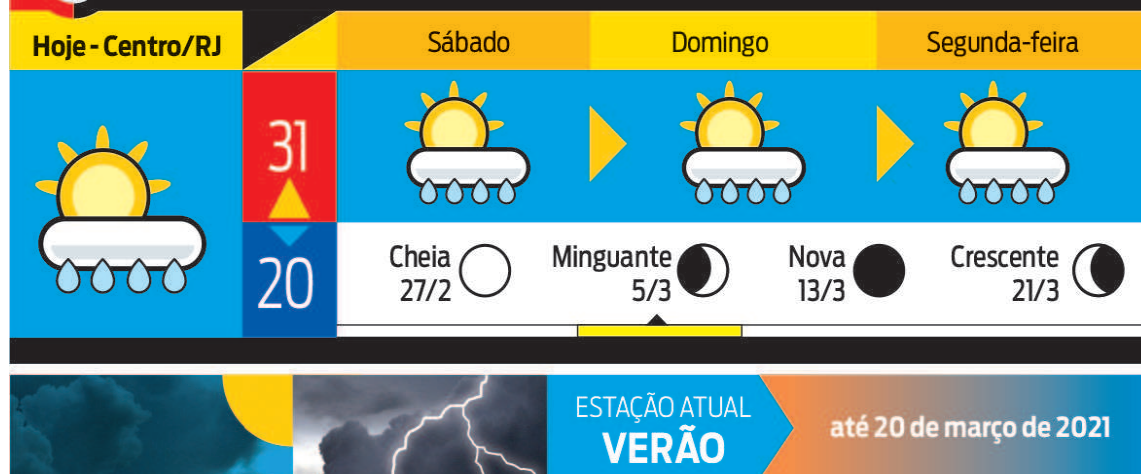 Hoje - Centro/RJ
Sábado
Domingo
Segunda-feira
31
20
Cheia
27/2
Minguante
5/3
Nova
13/3
Crescente
21/3
ESTAÇÃO ATUAL
VERÃO
até 20 de março de 2021